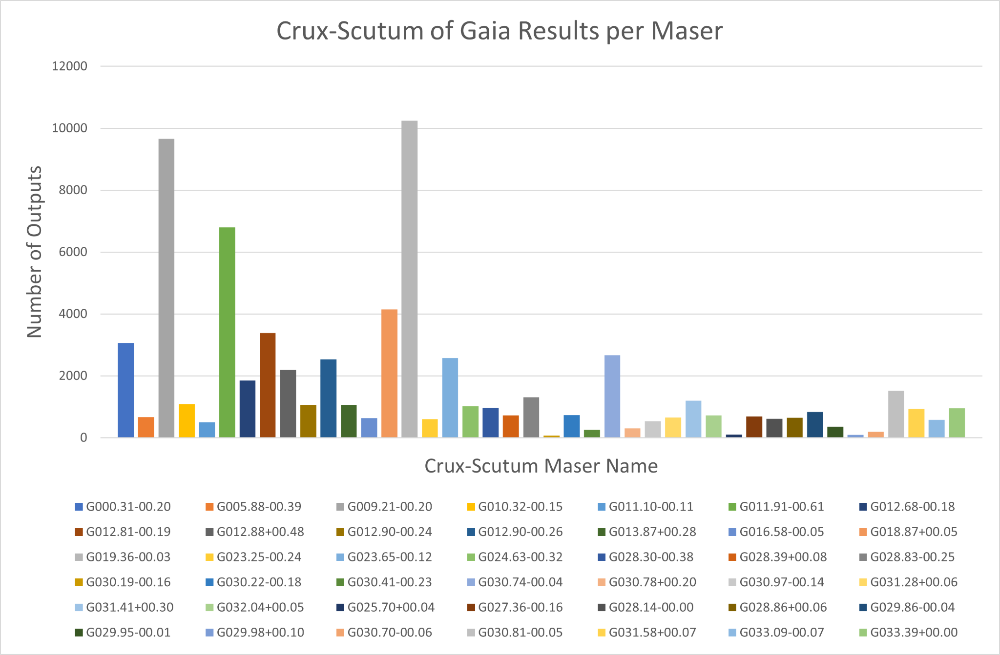 Crux-Scutum of Gaia Results per Maser
12000
10000
8000
6000
4000
2000
0
Number of Outputs
Crux-Scutum Maser Name
G000.31-00.20 G005.88-00.39 G009.21-00.20 G010.32-00.15 G011.10-00.11 G011.91-00.61 G012.68-00.18
G012.81-00.19 G012.88+00.48 G012.90-00.24 G012.90-00.26 G013.87+00.28 G016.58-00.05 G018.87+00.05
G019.36-00.03 G023.25-00.24 G023.65-00.12 G024.63-00.32 G028.30-00.38 G028.39+00.08 G028.83-00.25
G030.19-00.16 G030.22-00.18 G030.41-00.23 G030.74-00.04 G030.78+00.20 G030.97-00.14 G031.28+00.06
G031.41+00.30 G032.04+00.05 G025.70+00.04 G027.36-00.16 G028.14-00.00 G028.86+00.06 G029.86-00.04
G029.95-00.01 G029.98+00.10 G030.70-00.06 G030.81-00.05 G031.58+00.07 G033.09-00.07 G033.39+00.00